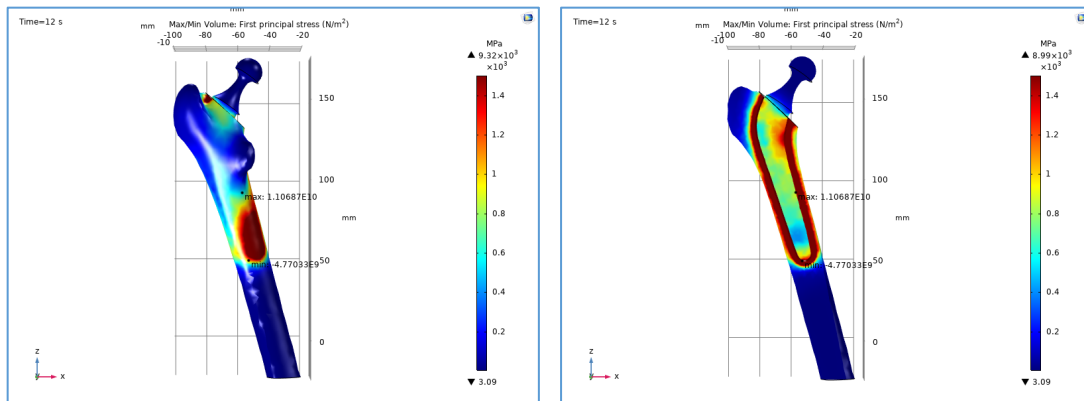 Time=12 s
mm
Max/Min Volume: First principal stress (N/m²)
-100 -80 -60 -40 -20
-10
MPa
▲ 9.32×10³
×10³
1.4
1.2
1
0.8
0.6
0.4
0.2
▼ 3.09
150
100
50
0
mm
max: 1.10687E10
min: -4.77033E9
z
y
x
Time=12 s
mm
Max/Min Volume: First principal stress (N/m²)
-100 -80 -60 -40 -20
-10
MPa
▲ 8.99×10³
×10³
1.4
1.2
1
0.8
0.6
0.4
0.2
▼ 3.09
150
100
50
0
mm
max: 1.10687E10
min: -4.77033E9
z
y
x